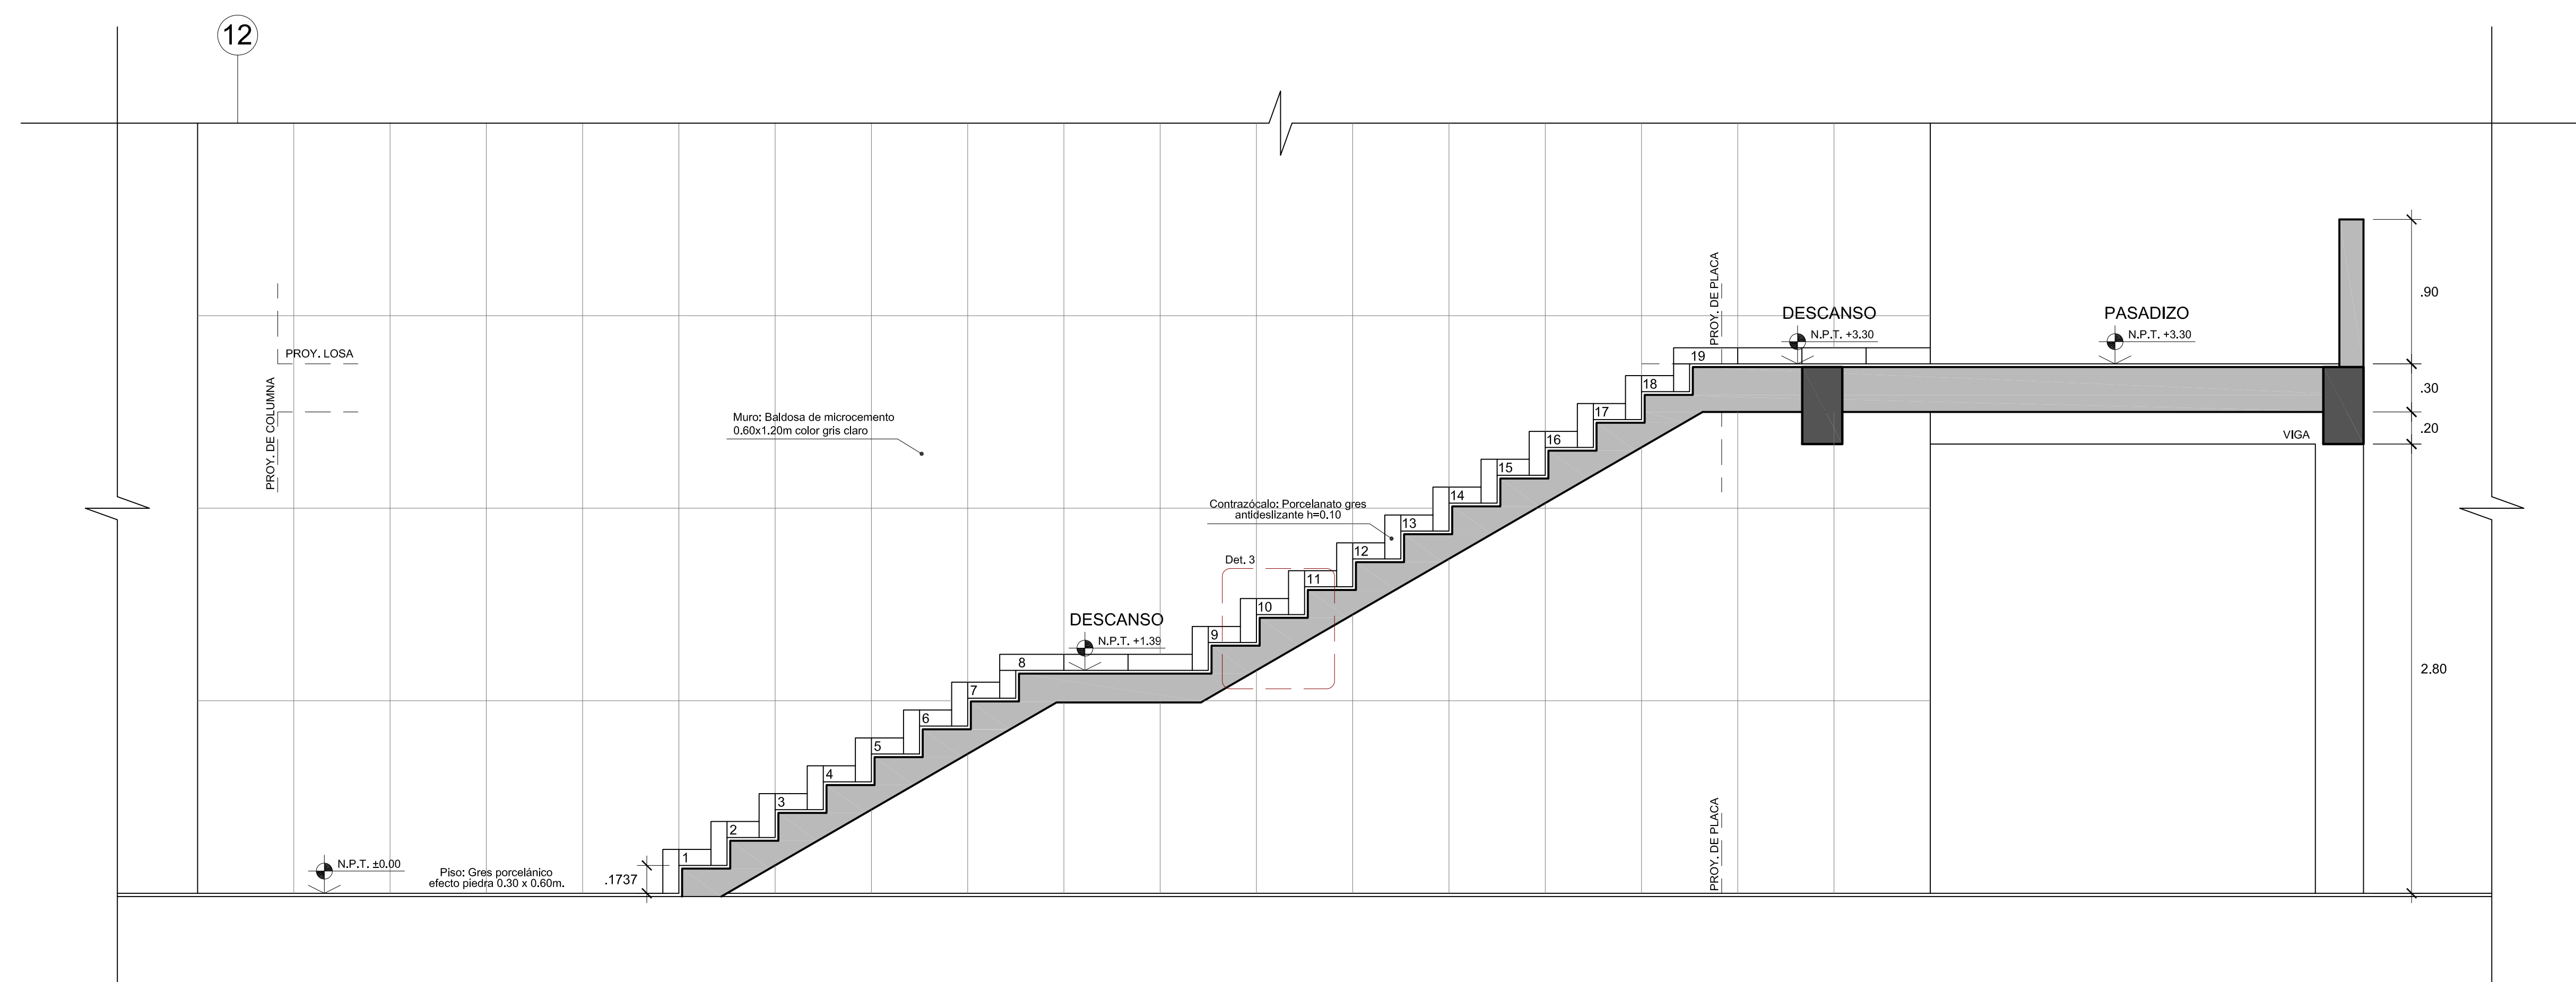 12
PROY. DE PLACA
.90
DESCANSO
N.P.T. +3.30
PASADIZO
N.P.T. +3.30
PROY. LOSA
PROY. DE COLUMNA
19
18
.30
Muro: Baldosa de microcemento
0.60x1.20m color gris claro
17
.20
VIGA
16
15
14
Contrazócalo: Porcelanato gres
antideslizante h=0.10
13
12
Det. 3
11
10
DESCANSO
N.P.T. +1.39
9
8
2.80
7
6
5
4
3
2
1
PROY. DE PLACA
N.P.T. ±0.00
Piso: Gres porcelánico
efecto piedra 0.30 x 0.60m.
.1737